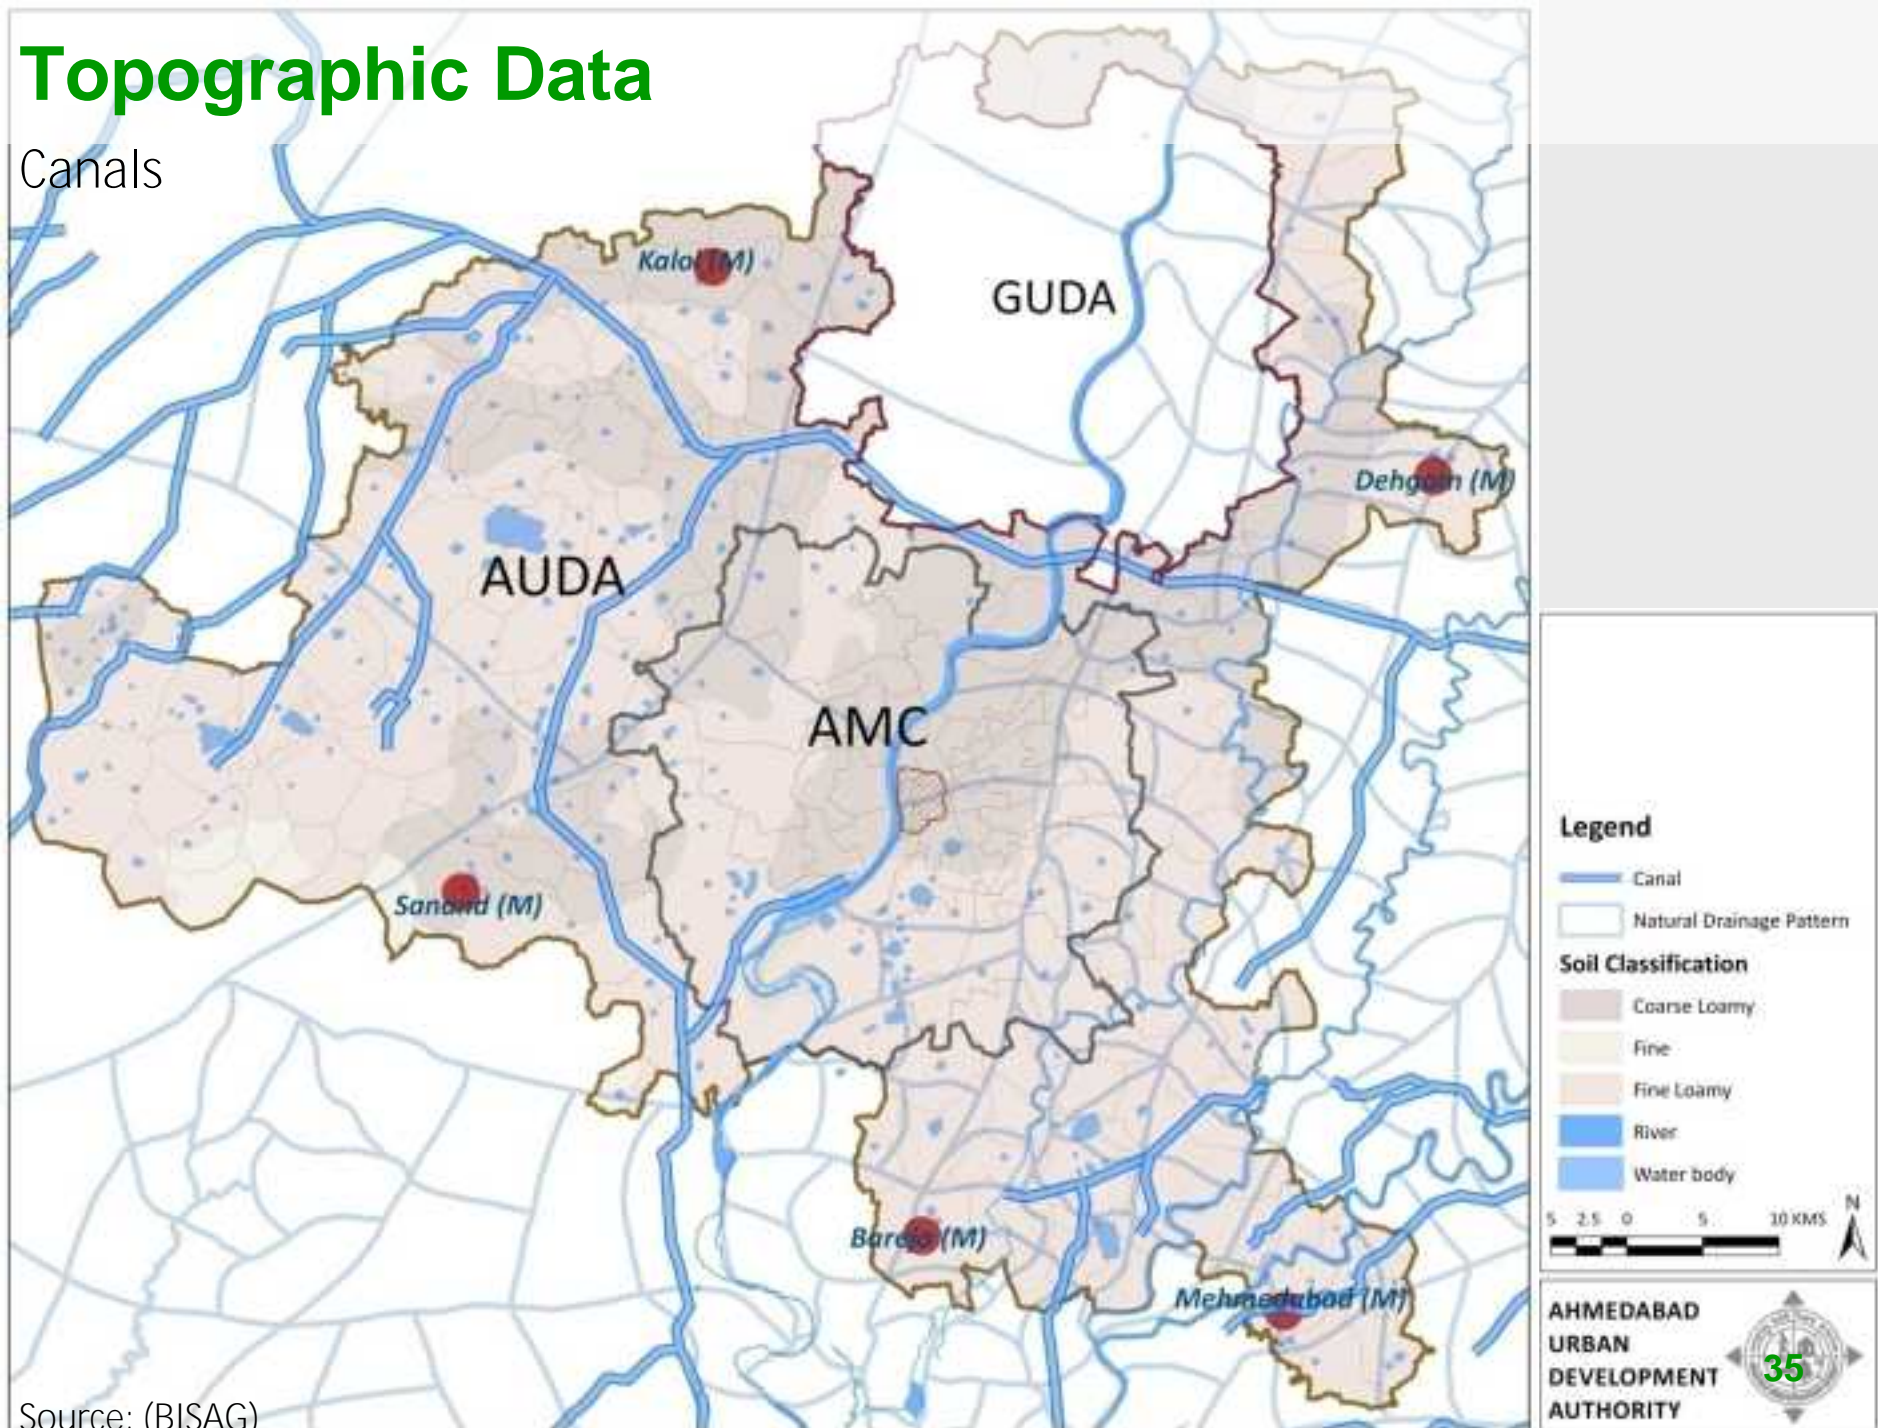 Topographic Data
Canals
Kalol (M)
GUDA
Dehgam (M)
AUDA
AMC
Sanand (M)
Bareja (M)
Mehmedabad (M)
Source: (BISAG)
Legend
Canal
Natural Drainage Pattern
Soil Classification
Coarse Loamy
Fine
Fine Loamy
River
Water body
N
5 2.5 0 5 10 KMS
AHMEDABAD
URBAN
DEVELOPMENT
AUTHORITY
35